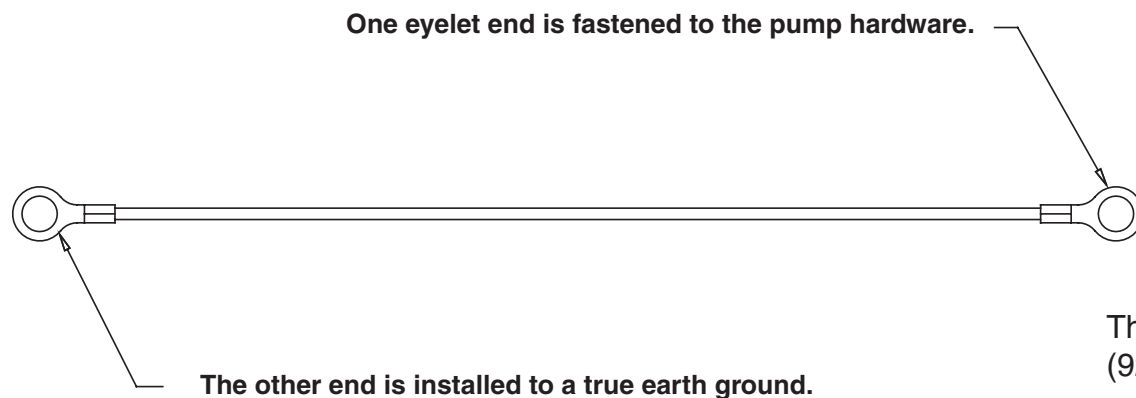 One eyelet end is fastened to the pump hardware.
The other end is installed to a true earth ground.